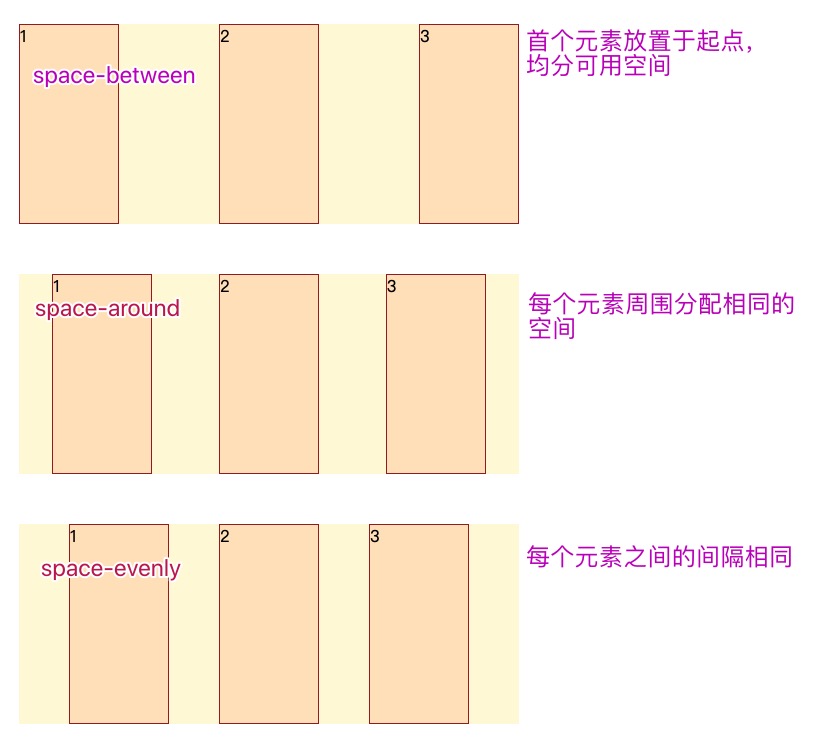 1 2 3 首个元素放置于起点，
space-between 均分可用空间
1 2 3
space-around 每个元素周围分配相同的
空间
1 2 3
space-evenly 每个元素之间的间隔相同